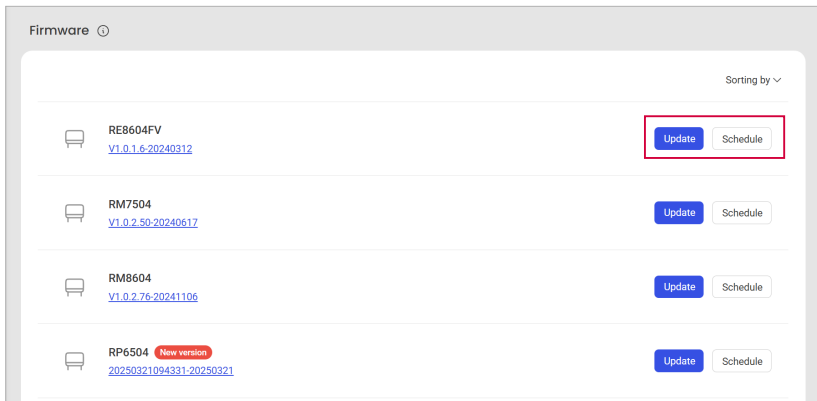 Firmware
Sorting by
RE8604FV
V1.0.1.6-20240312
Update Schedule
RM7504
V1.0.2.50-20240617
Update Schedule
RM8604
V1.0.2.76-20241106
Update Schedule
RP6504 New version
20250321094331-20250321
Update Schedule